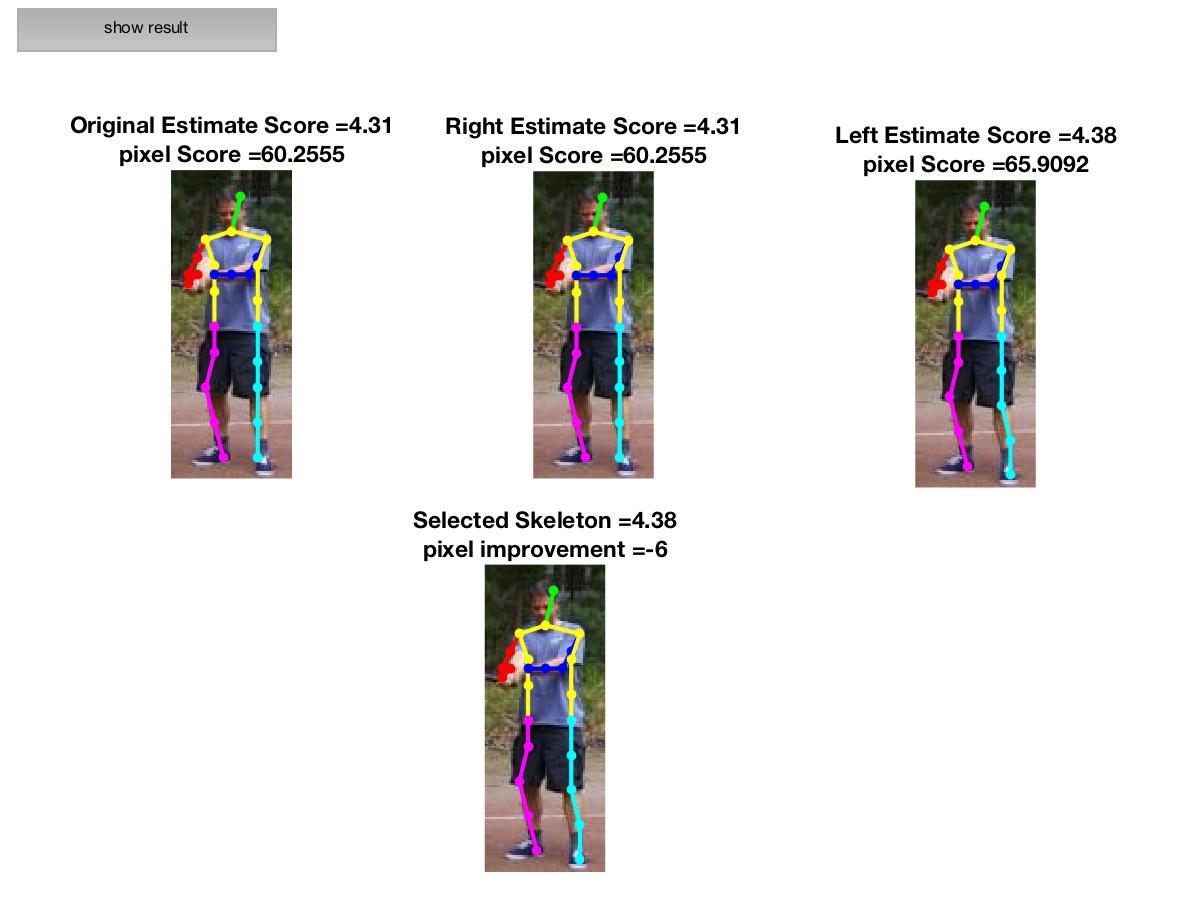 show result
Original Estimate Score =4.31
pixel Score =60.2555
Right Estimate Score =4.31
pixel Score =60.2555
Left Estimate Score =4.38
pixel Score =65.9092
Selected Skeleton =4.38
pixel improvement =-6